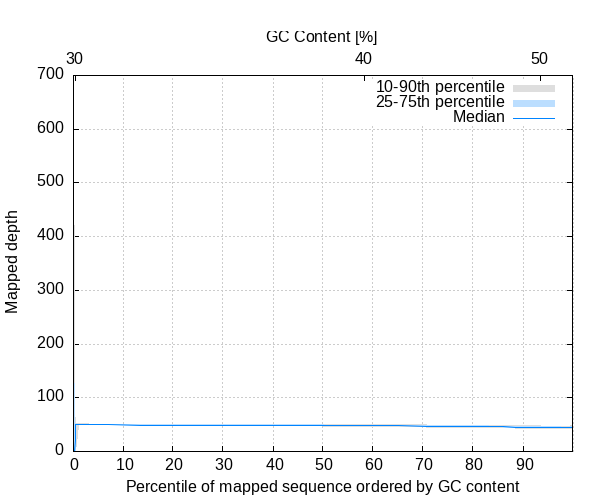 GC Content [%]
30 40 50
700
600
500
400
300
200
100
0
Mapped depth
10-90th percentile
25-75th percentile
Median
0 10 20 30 40 50 60 70 80 90
Percentile of mapped sequence ordered by GC content